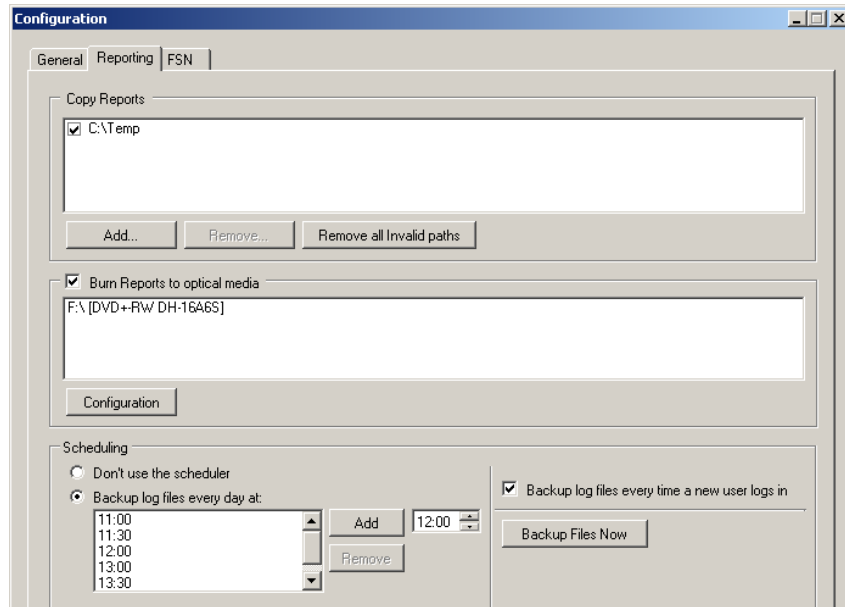 Configuration
General Reporting FSN
Copy Reports
C:\Temp
Add... Remove... Remove all Invalid paths
Burn Reports to optical media
F:\ [DVD+-RW DH-16A6S]
Configuration
Scheduling
Don't use the scheduler
Backup log files every day at:
11:00
11:30
12:00
13:00
13:30
Add 12:00
Remove
Backup log files every time a new user logs in
Backup Files Now